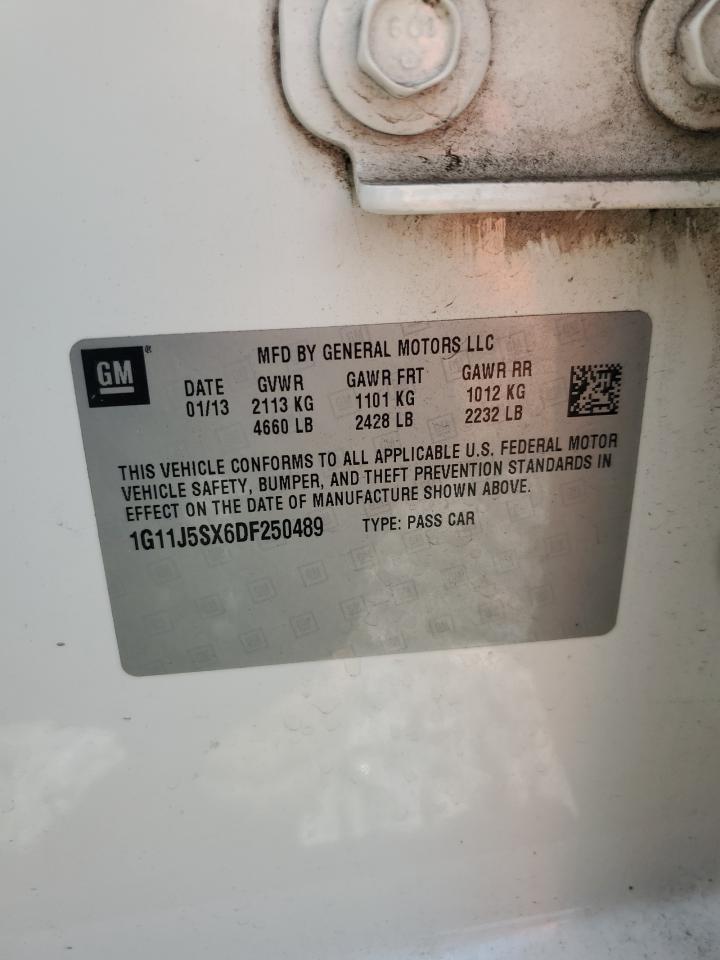 GM
MFD BY GENERAL MOTORS LLC
DATE GVWR GAWR FRT GAWR RR
01/13 2113 KG 1101 KG 1012 KG
4660 LB 2428 LB 2232 LB
THIS VEHICLE CONFORMS TO ALL APPLICABLE U.S. FEDERAL MOTOR
VEHICLE SAFETY, BUMPER, AND THEFT PREVENTION STANDARDS IN
EFFECT ON THE DATE OF MANUFACTURE SHOWN ABOVE.
1G11J5SX6DF250489 TYPE: PASS CAR